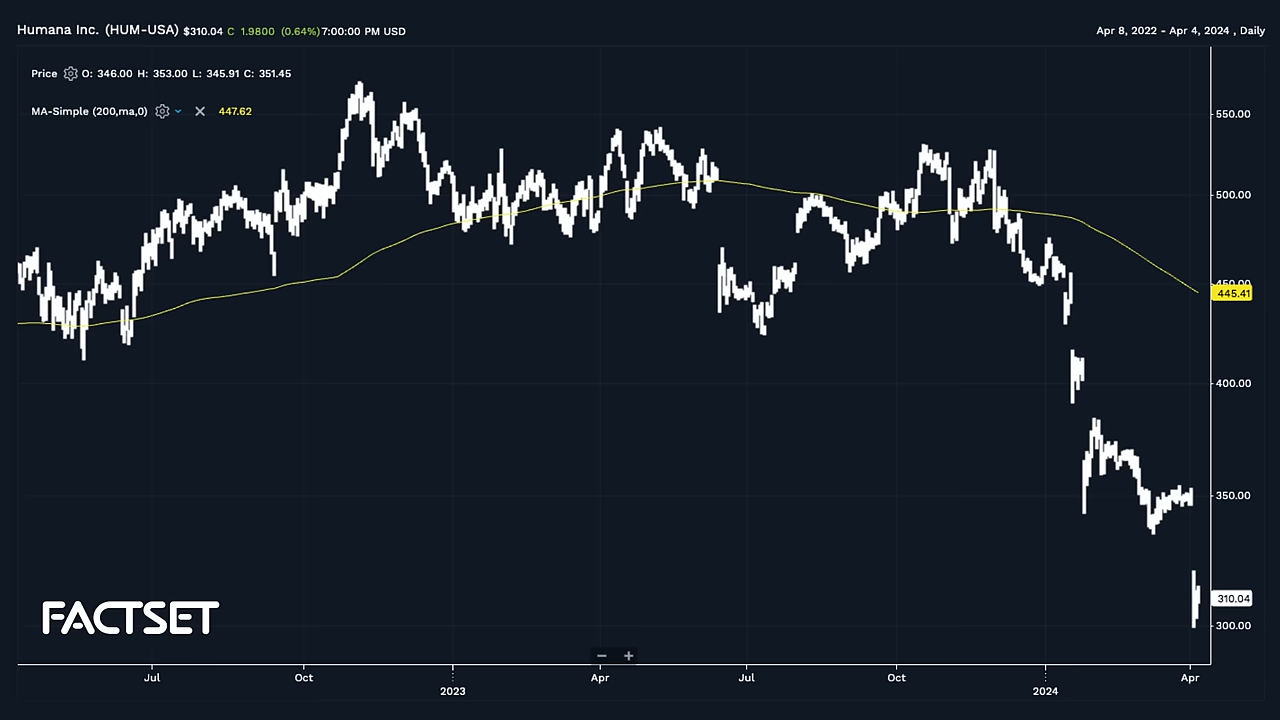 Humana Inc. (HUM-USA) $310.04 C 1.9800 (0.64%) 7:00:00 PM USD
Apr 8, 2022 - Apr 4, 2024 , Daily
Price O: 346.00 H: 353.00 L: 345.91 C: 351.45
MA-Simple (200,ma,0) 447.62
550.00
500.00
450.00
445.41
400.00
350.00
310.04
300.00
FACTSET
Jul Oct 2023 Apr Jul Oct 2024 Apr